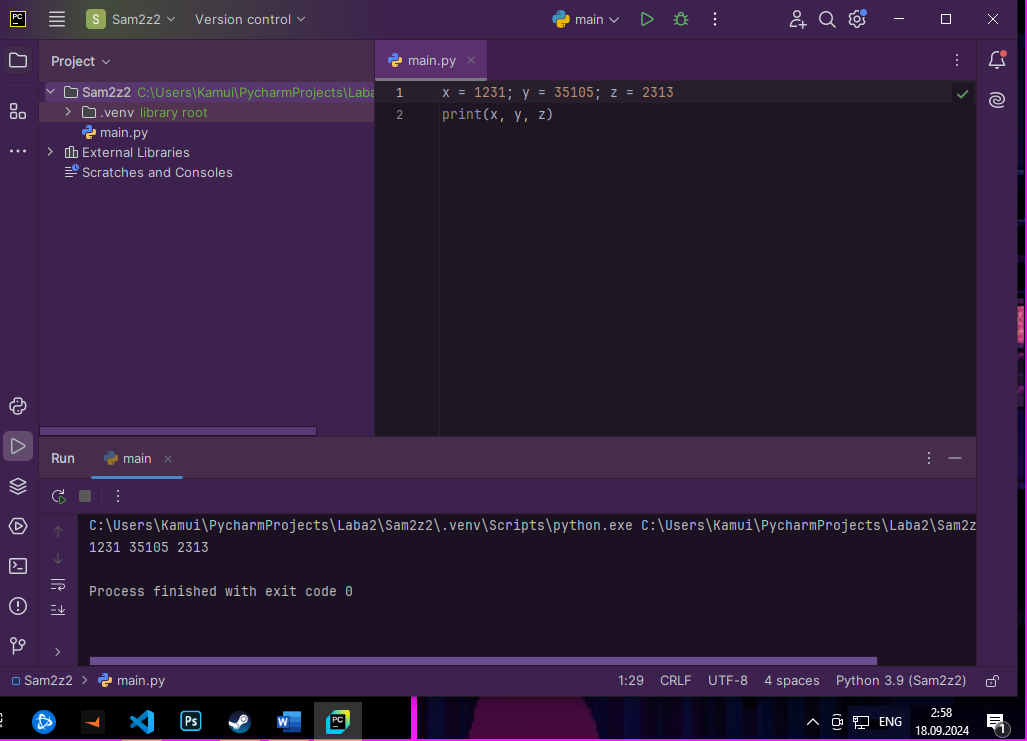 PC
S Sam2z2
Version control
main
Project
main.py
Sam2z2 C:\Users\Kamui\PycharmProjects\Laba
.venv library root
main.py
External Libraries
Scratches and Consoles
1 x = 1231; y = 35105; z = 2313
2 print(x, y, z)
Run main
C:\Users\Kamui\PycharmProjects\Laba2\Sam2z2\.venv\Scripts\python.exe C:\Users\Kamui\PycharmProjects\Laba2\Sam2z
1231 35105 2313
Process finished with exit code 0
Sam2z2 > main.py
1:29 CRLF UTF-8 4 spaces Python 3.9 (Sam2z2)
Ps
W
PC
ENG
2:58
18.09.2024
1